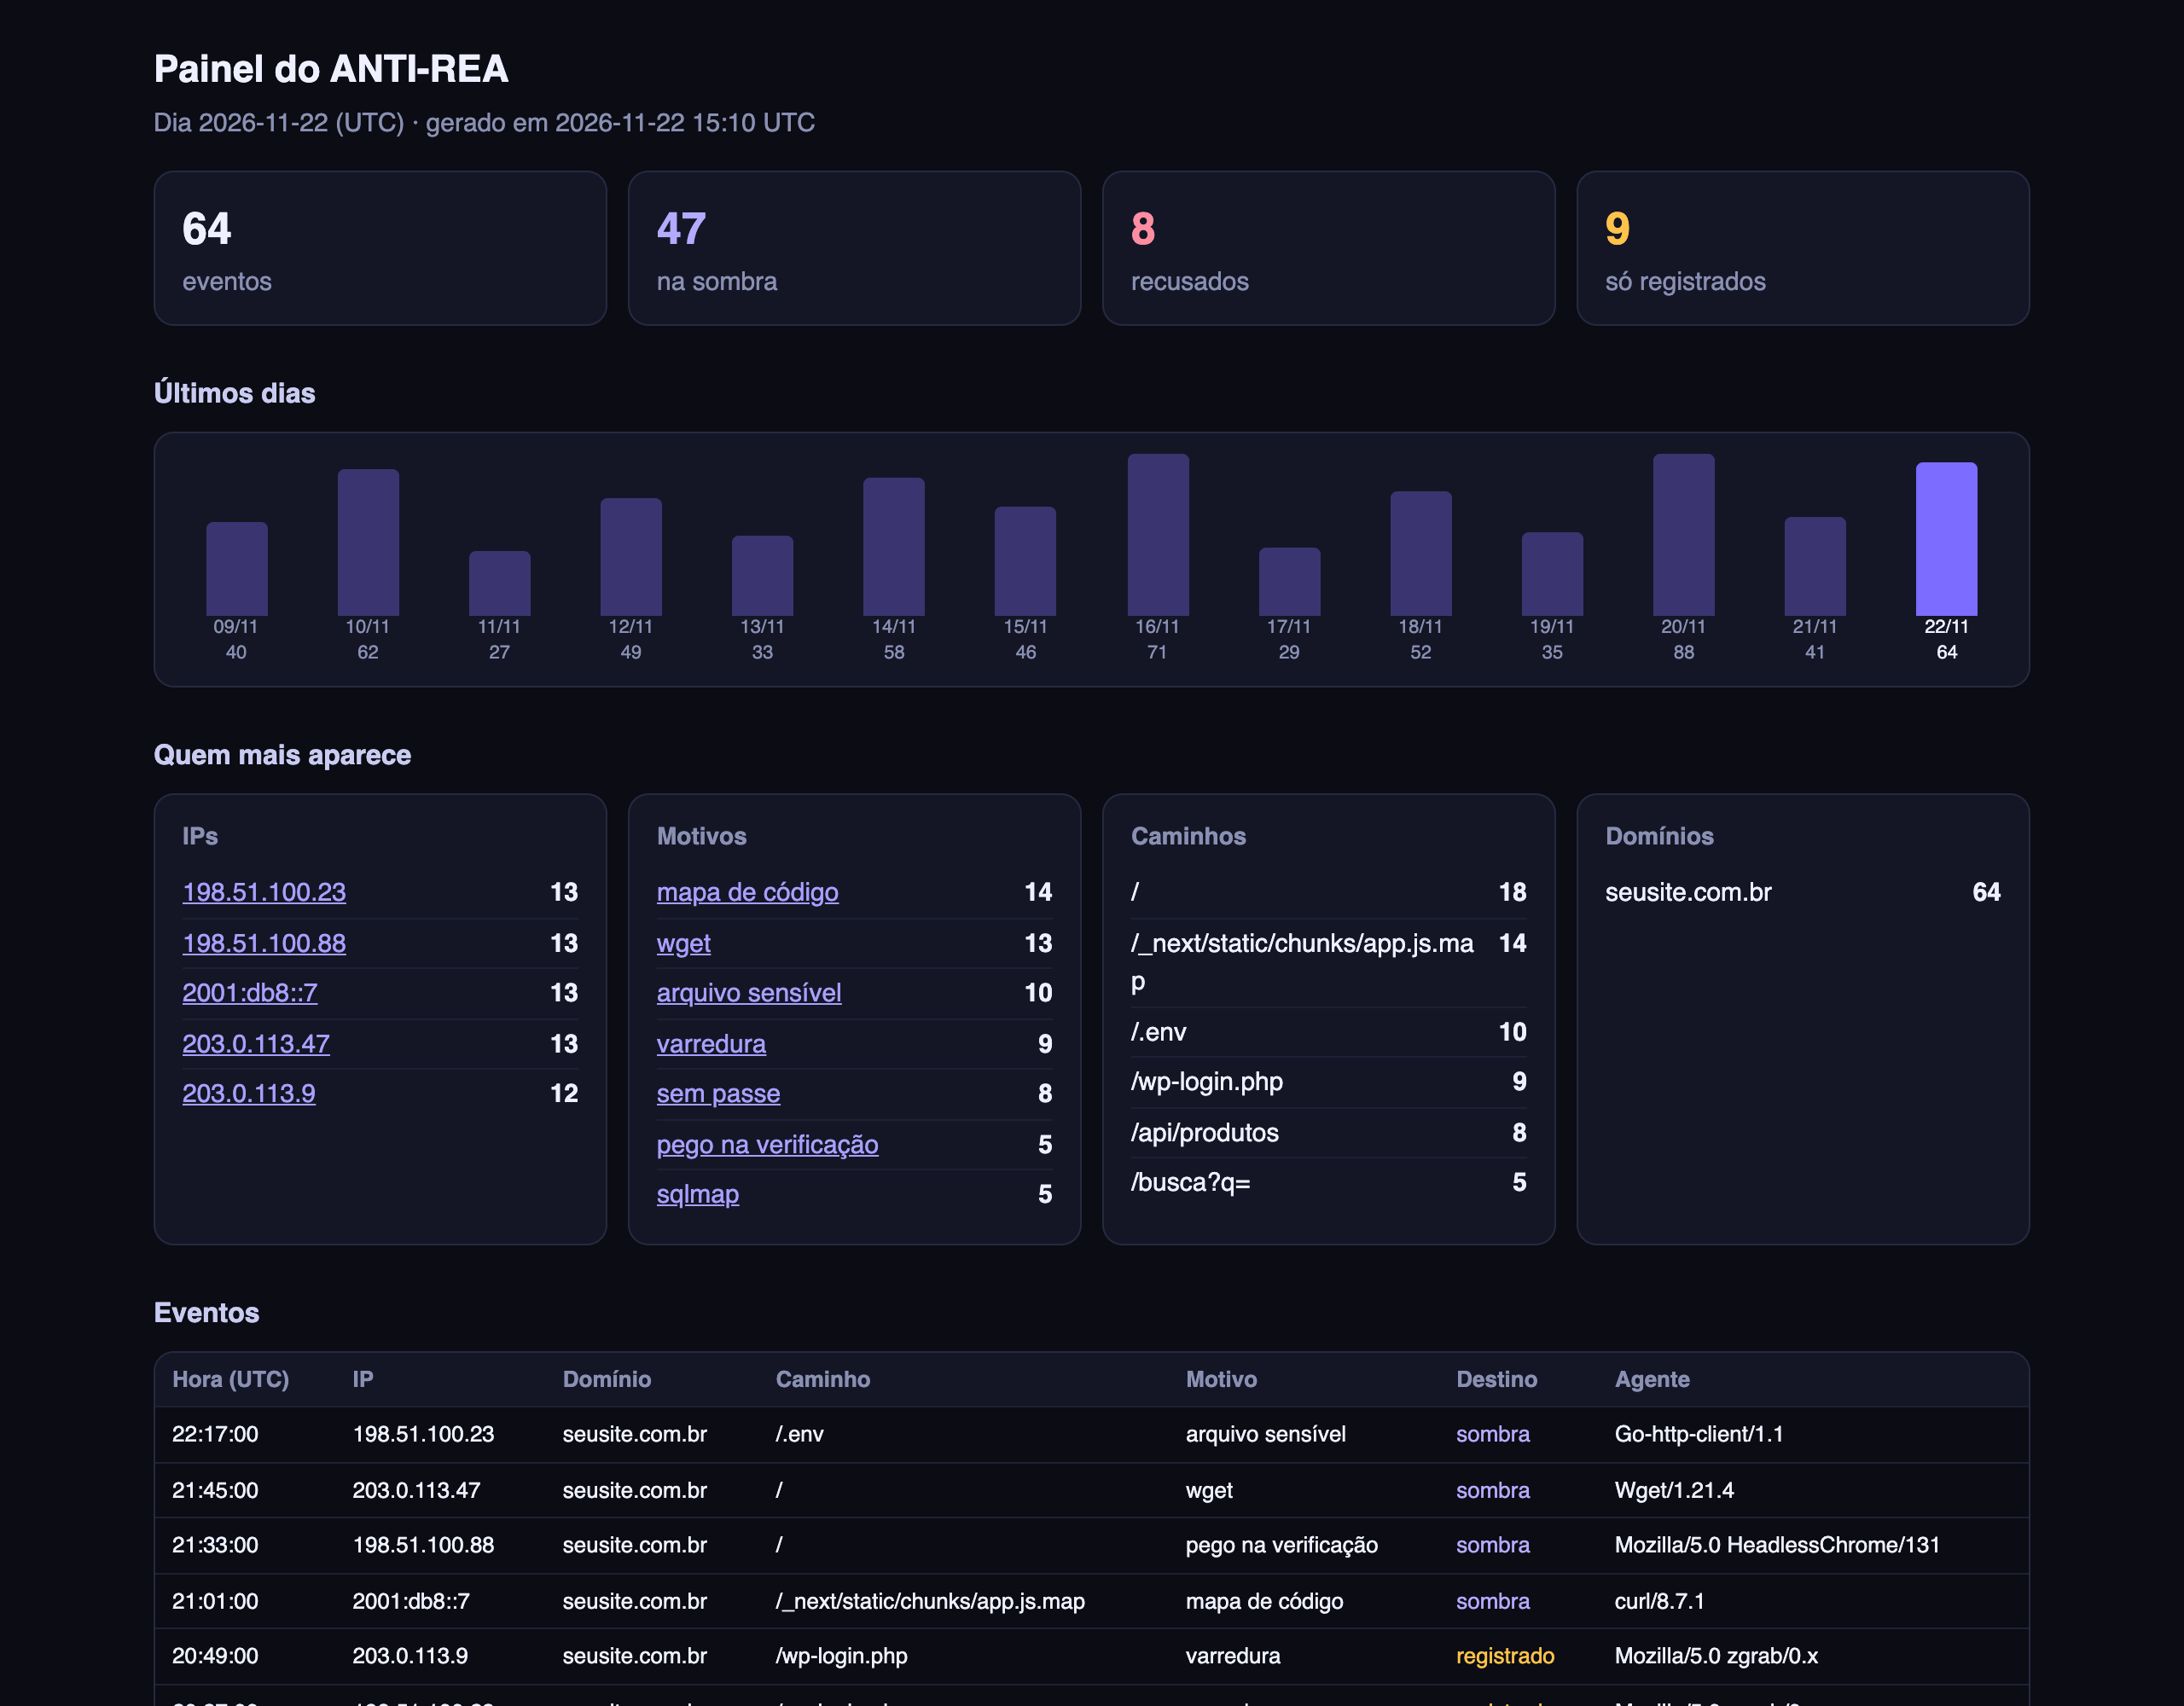 Painel do ANTI-REA
Dia 2026-11-22 (UTC) · gerado em 2026-11-22 15:10 UTC
64
eventos
47
na sombra
8
recusados
9
só registrados
Últimos dias
09/11 10/11 11/11 12/11 13/11 14/11 15/11 16/11 17/11 18/11 19/11 20/11 21/11 22/11
40 62 27 49 33 58 46 71 29 52 35 88 41 64
Quem mais aparece
IPs
198.51.100.23 13
198.51.100.88 13
2001:db8::7 13
203.0.113.47 13
203.0.113.9 12
Motivos
mapa de código 14
wget 13
arquivo sensível 10
varredura 9
sem passe 8
pego na verificação 5
sqlmap 5
Caminhos
/ 18
/_next/static/chunks/app.js.ma 14
p
/.env 10
/wp-login.php 9
/api/produtos 8
/busca?q= 5
Domínios
seusite.com.br 64
Eventos
Hora (UTC) IP Domínio Caminho Motivo Destino Agente
22:17:00 198.51.100.23 seusite.com.br /.env arquivo sensível sombra Go-http-client/1.1
21:45:00 203.0.113.47 seusite.com.br / wget sombra Wget/1.21.4
21:33:00 198.51.100.88 seusite.com.br / pego na verificação sombra Mozilla/5.0 HeadlessChrome/131
21:01:00 2001:db8::7 seusite.com.br /_next/static/chunks/app.js.map mapa de código sombra curl/8.7.1
20:49:00 203.0.113.9 seusite.com.br /wp-login.php varredura registrado Mozilla/5.0 zgrab/0.x